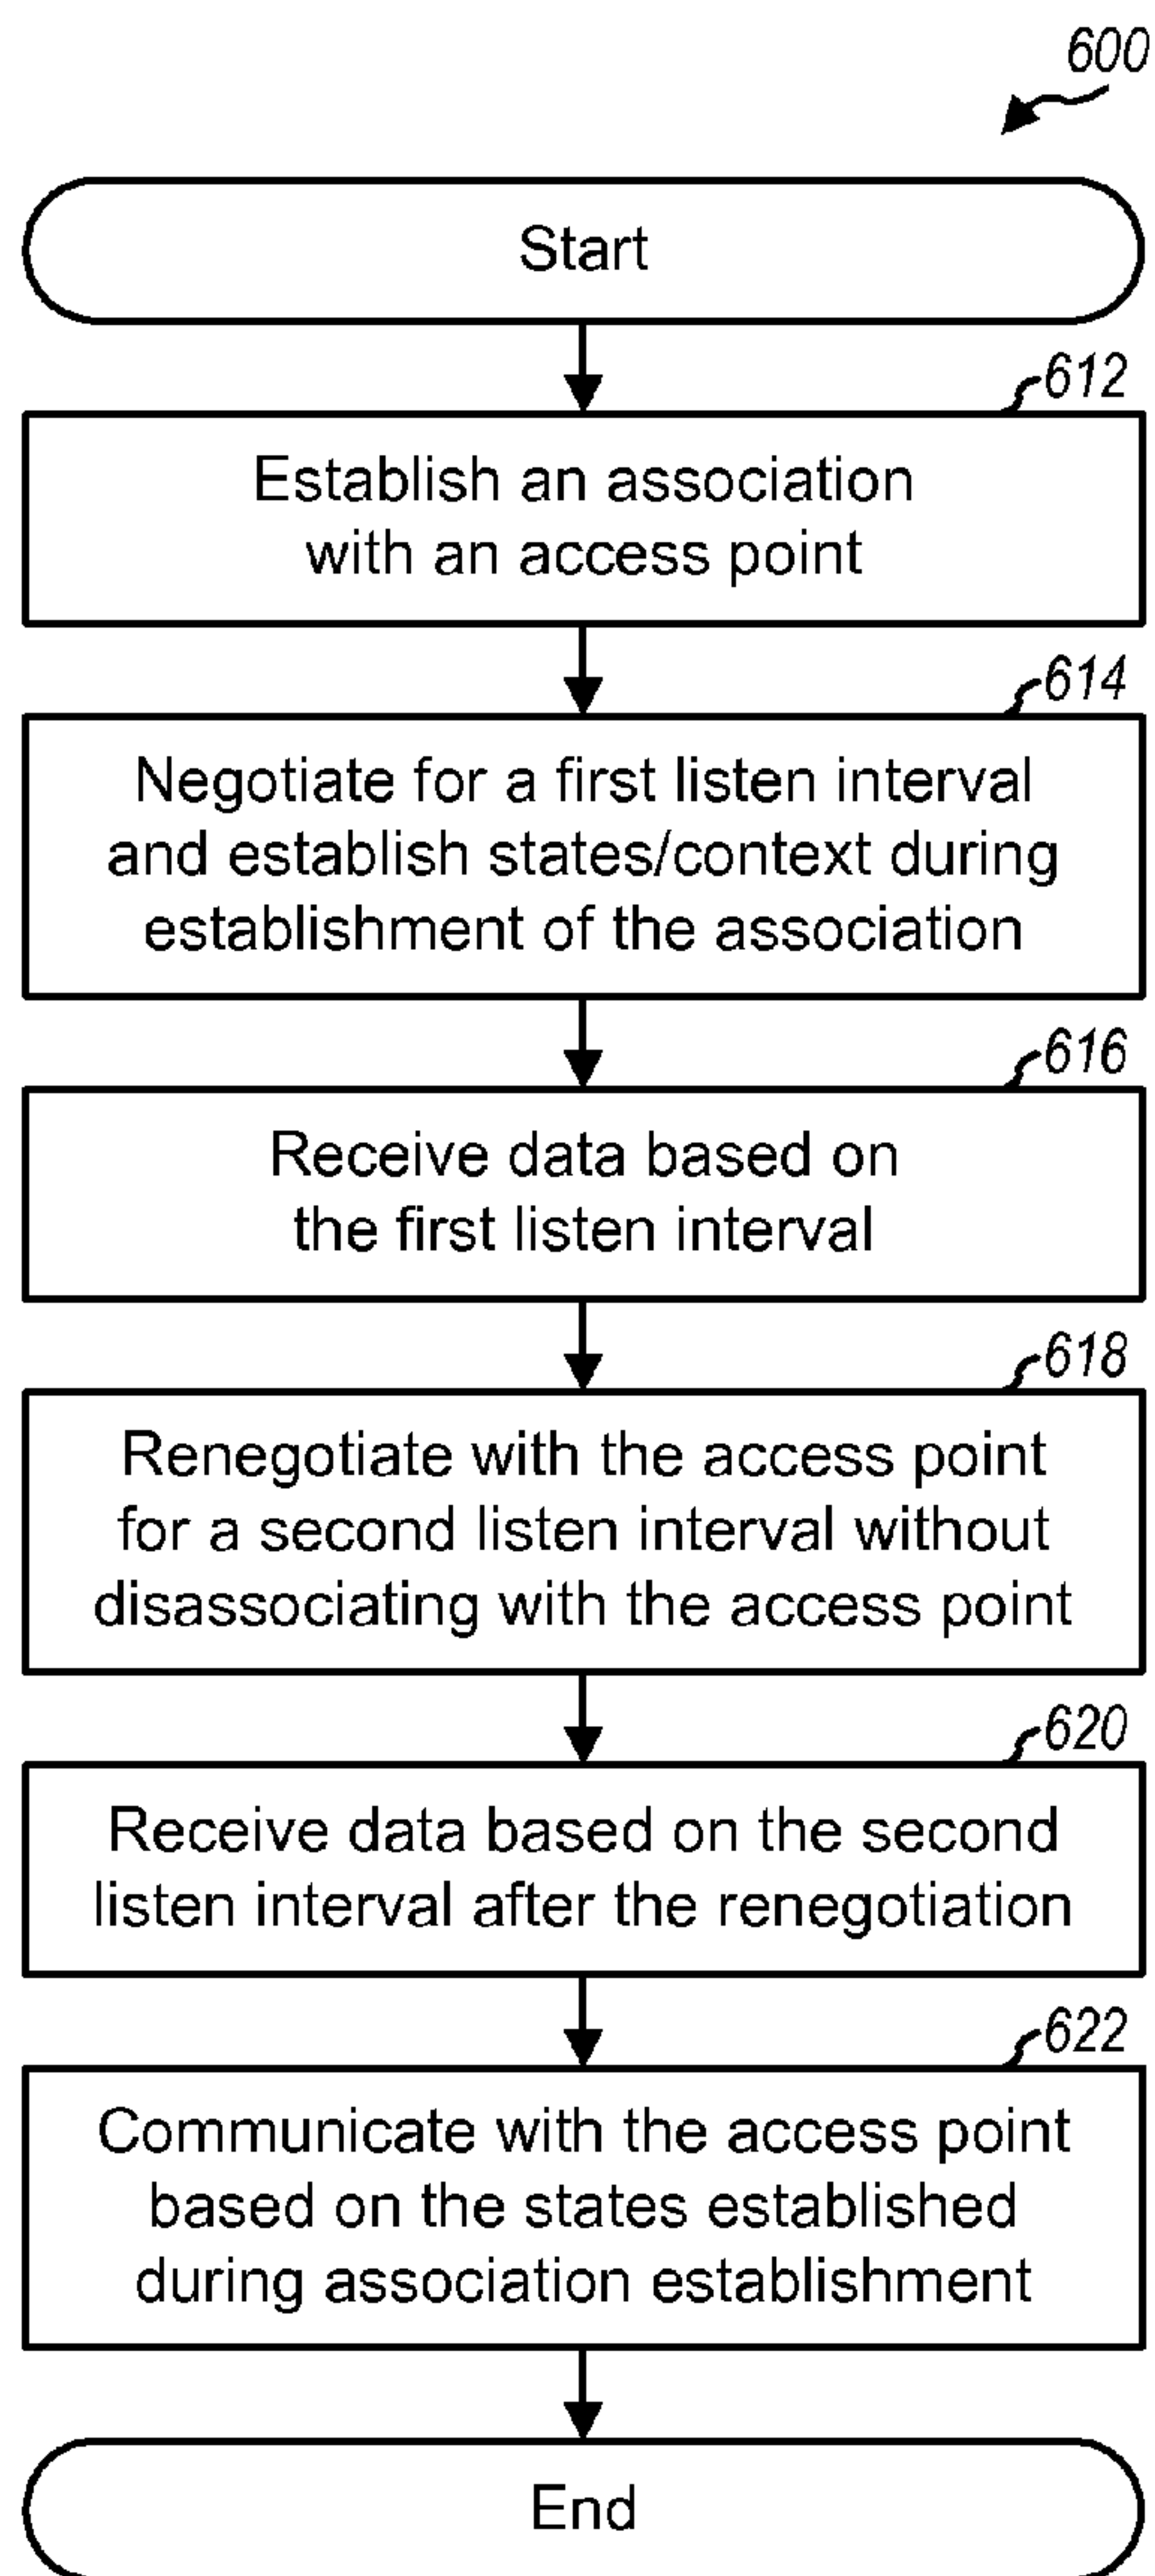 600
Start
612
Establish an association
with an access point
614
Negotiate for a first listen interval
and establish states/context during
establishment of the association
616
Receive data based on
the first listen interval
618
Renegotiate with the access point
for a second listen interval without
disassociating with the access point
620
Receive data based on the second
listen interval after the renegotiation
622
Communicate with the access point
based on the states established
during association establishment
End